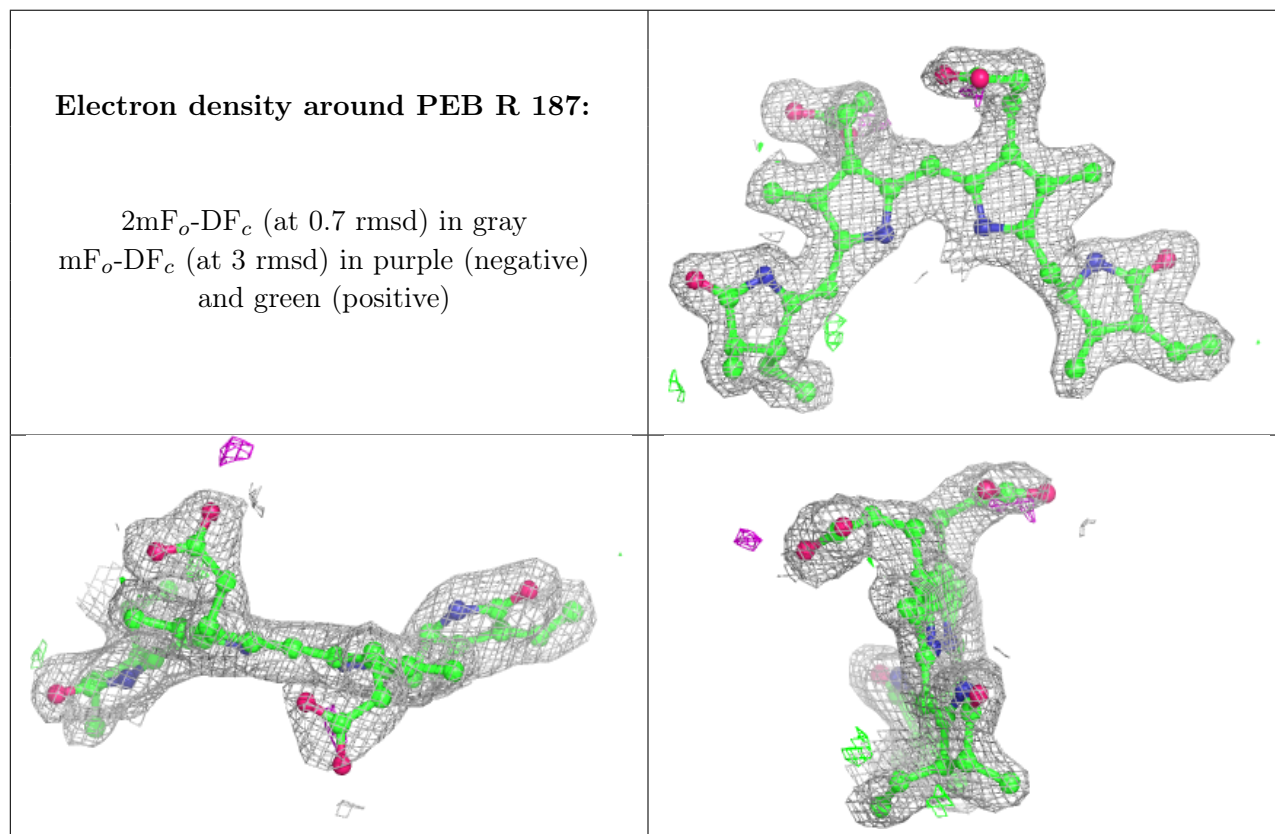 Electron density around PEB R 187:
2mFo-DFc (at 0.7 rmsd) in gray
mFo-DFc (at 3 rmsd) in purple (negative)
and green (positive)